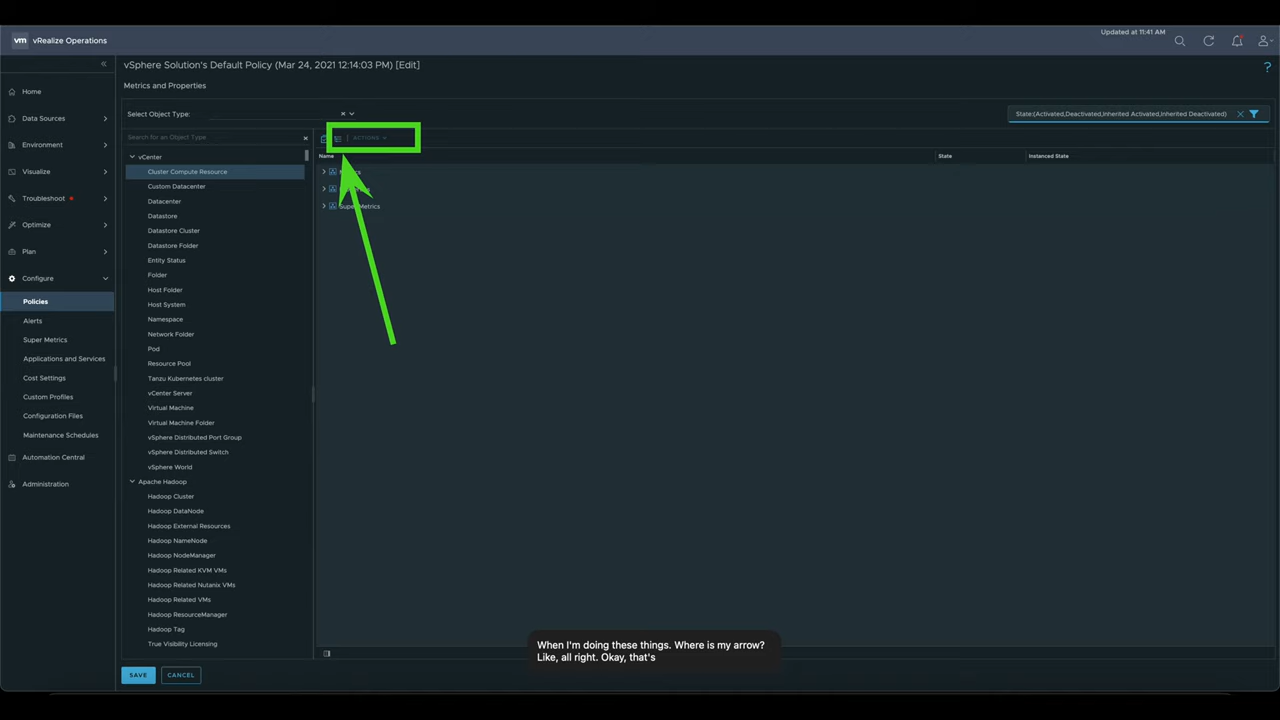 Updated at 11:41 AM
vm vRealize Operations
vSphere Solution's Default Policy (Mar 24, 2021 12:14:03 PM) [Edit]
?
Metrics and Properties
Home
Data Sources
Environment
Visualize
Troubleshoot
Optimize
Plan
Configure
Policies
Alerts
Super Metrics
Applications and Services
Cost Settings
Custom Profiles
Configuration Files
Maintenance Schedules
Automation Central
Administration
Select Object Type:
State:(Activated,Deactivated,Inherited Activated,Inherited Deactivated)
Search for an Object Type
vCenter
Cluster Compute Resource
Custom Datacenter
Datacenter
Datastore
Datastore Cluster
Datastore Folder
Entity Status
Folder
Host Folder
Host System
Namespace
Network Folder
Pod
Resource Pool
Tanzu Kubernetes cluster
vCenter Server
Virtual Machine
Virtual Machine Folder
vSphere Distributed Port Group
vSphere Distributed Switch
vSphere World
Apache Hadoop
Hadoop Cluster
Hadoop DataNode
Hadoop External Resources
Hadoop NameNode
Hadoop NodeManager
Hadoop Related KVM VMs
Hadoop Related Nutanix VMs
Hadoop Related VMs
Hadoop ResourceManager
Hadoop Tag
True Visibility Licensing
ACTIONS
Name State Instanced State
Super Metrics
When I'm doing these things. Where is my arrow?
Like, all right. Okay, that's
SAVE CANCEL